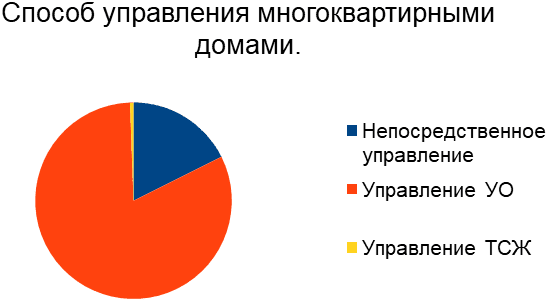 Способ управления многоквартирными
домами.
Непосредственное
управление
Управление УО
Управление ТСЖ